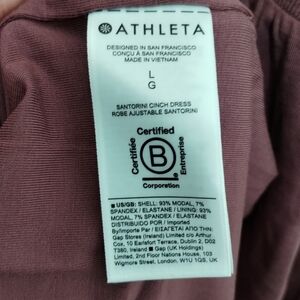 ATHLETA
DESIGNED IN SAN FRANCISCO
CONÇU À SAN FRANCISCO
MADE IN VIETNAM
L
G
SANTORINI CINCH DRESS
ROBE AJUSTABLE SANTORINI
Certified
Certifiée
B
Entreprise
Corporation
US/GB: SHELL: 93% MODAL, 7%
SPANDEX / ELASTANE / LINING: 93%
MODAL, 7% SPANDEX / ELASTANE
DISTRIBUIDO POR / Imported
By/Importe Par / ΕΙΣΑΓΕΤΑΙ ΑΠΟ ΤΗΝ:
Gap Stores (Ireland) Limited c/o Arthur
Cox, 10 Earlsfort Terrace, Dublin 2, D02
T380, Ireland Gap (UK Holdings)
Limited, 2nd Floor Nations House, 103
Wigmore Street, London, W1U 1QS, UK